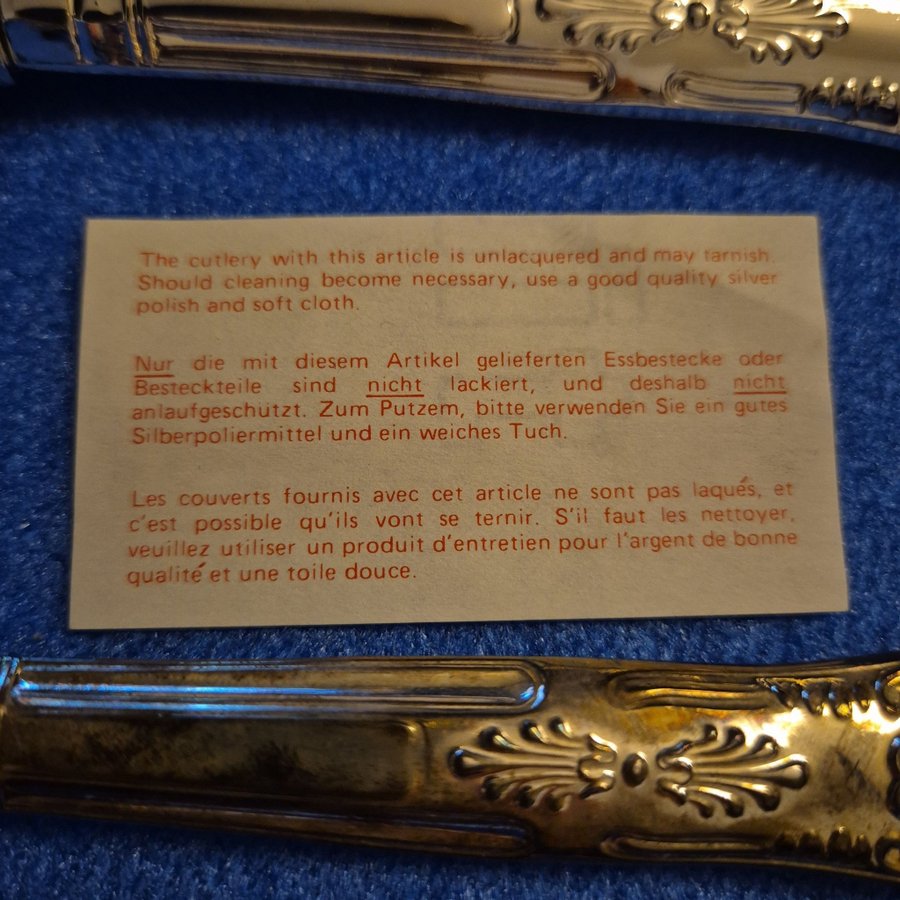 The cutlery with this article is unlacquered and may tarnish.
Should cleaning become necessary, use a good quality silver
polish and soft cloth.
Nur die mit diesem Artikel gelieferten Essbestecke oder
Besteckteile sind nicht lackiert, und deshalb nicht
anlaufgeschützt. Zum Putzem, bitte verwenden Sie ein gutes
Silberpoliermittel und ein weiches Tuch.
Les couverts fournis avec cet article ne sont pas laqués, et
c'est possible qu'ils vont se ternir. S'il faut les nettoyer,
veuillez utiliser un produit d'entretien pour l'argent de bonne
qualité et une toile douce.